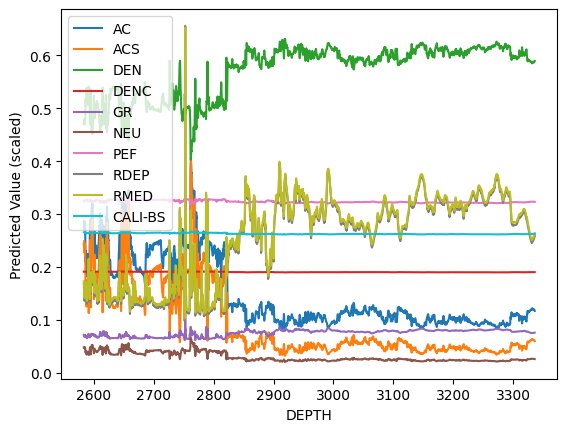 Predicted Value (scaled)
0.6
0.5
0.4
0.3
0.2
0.1
0.0
AC
ACS
DEN
DENC
GR
NEU
PEF
RDEP
RMED
CALI-BS
2600 2700 2800 2900 3000 3100 3200 3300
DEPTH